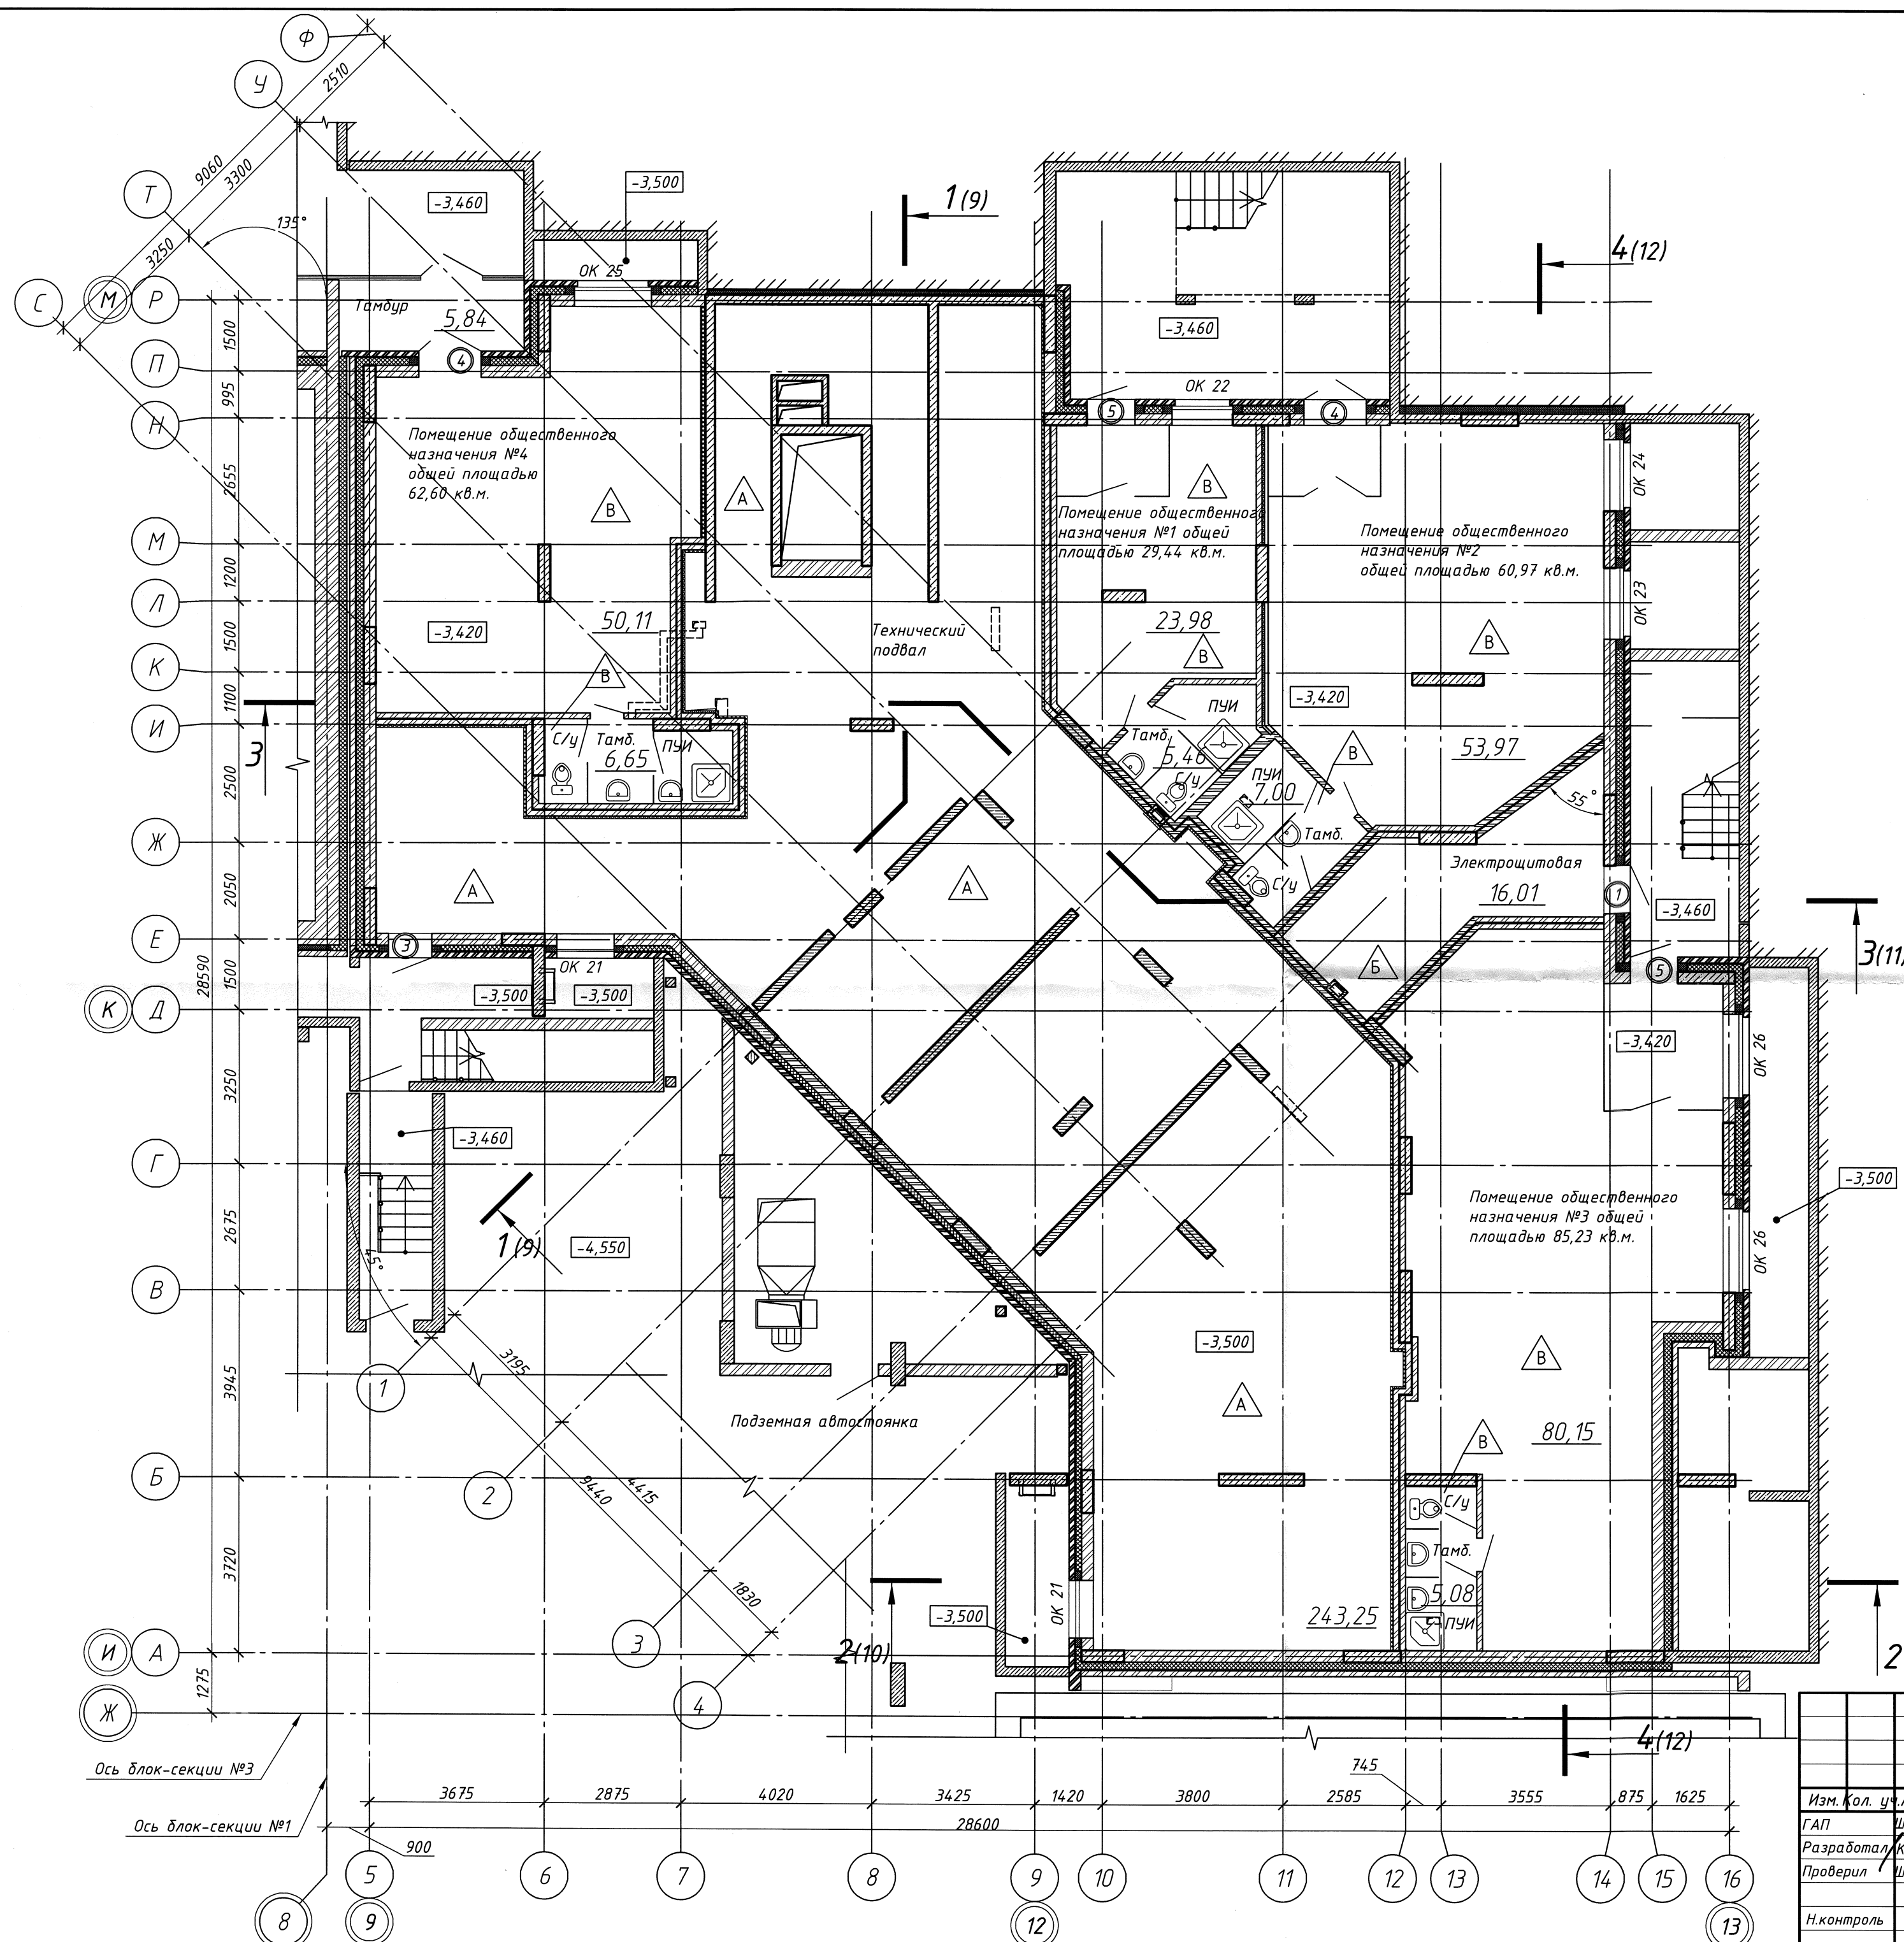 Ф
У
Т
С
М
Р
П
Н
М
Л
К
И
Ж
Е
К
Д
Г
В
Б
И
А
Ж
9060
2510
3300
3250
135°
1500
995
2655
1200
1500
1100
2500
2050
1500
3250
2675
3945
3720
1275
28590
-3,460
-3,500
ОК 25
Тамбур
5,84
4
1(9)
4(12)
-3,460
ОК 22
5
4
Помещение общественного
назначения №4
общей площадью
62,60 кв.м.
В
А
-3,420
50,11
В
Технический
подвал
С/у
Тамб.
ПУИ
6,65
В
Помещение общественного
назначения №1 общей
площадью 29,44 кв.м.
23,98
В
ПУИ
Тамб.
5,46
С/у
Помещение общественного
назначения №2
общей площадью 60,97 кв.м.
ОК 24
ОК 23
В
-3,420
53,97
В
ПУИ
7,00
Тамб.
С/у
55°
Электрощитовая
16,01
1
-3,460
3
3(11)
А
А
Б
3
ОК 21
-3,500
-3,500
5
-3,420
ОК 26
-3,460
45°
1(9)
-4,550
Помещение общественного
назначения №3 общей
площадью 85,23 кв.м.
ОК 26
-3,500
-3,500
А
В
В
80,15
1
2
3
4
3195
4415
9440
1830
Подземная автостоянка
С/у
Тамб.
5,08
ПУИ
ОК 21
-3,500
243,25
2(10)
2
4(12)
Ось блок-секции №3
Ось блок-секции №1
3675
2875
4020
3425
1420
3800
2585
745
3555
875
1625
900
28600
5
6
7
8
9
10
11
12
13
14
15
16
8
9
12
13
Изм.
Кол. уч.
ГАП
Разработал
Проверил
Н.контроль